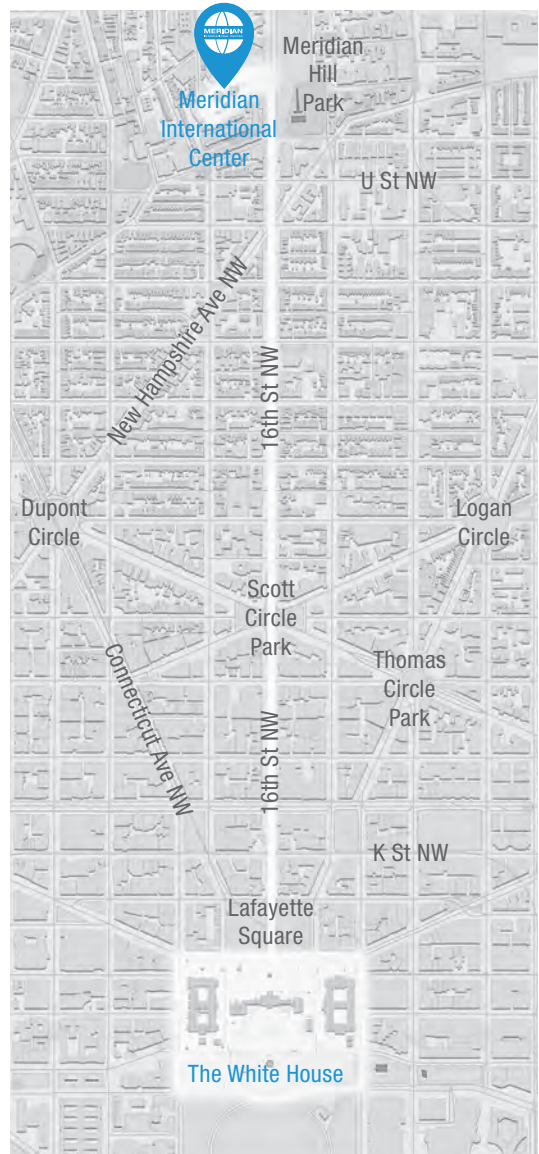 MERIDIAN
Meridian
International
Center
Meridian
Hill
Park
U St NW
New Hampshire Ave NW
16th St NW
Dupont
Circle
Logan
Circle
Scott
Circle
Park
Thomas
Circle
Park
Connecticut Ave NW
16th St NW
K St NW
Lafayette
Square
The White House